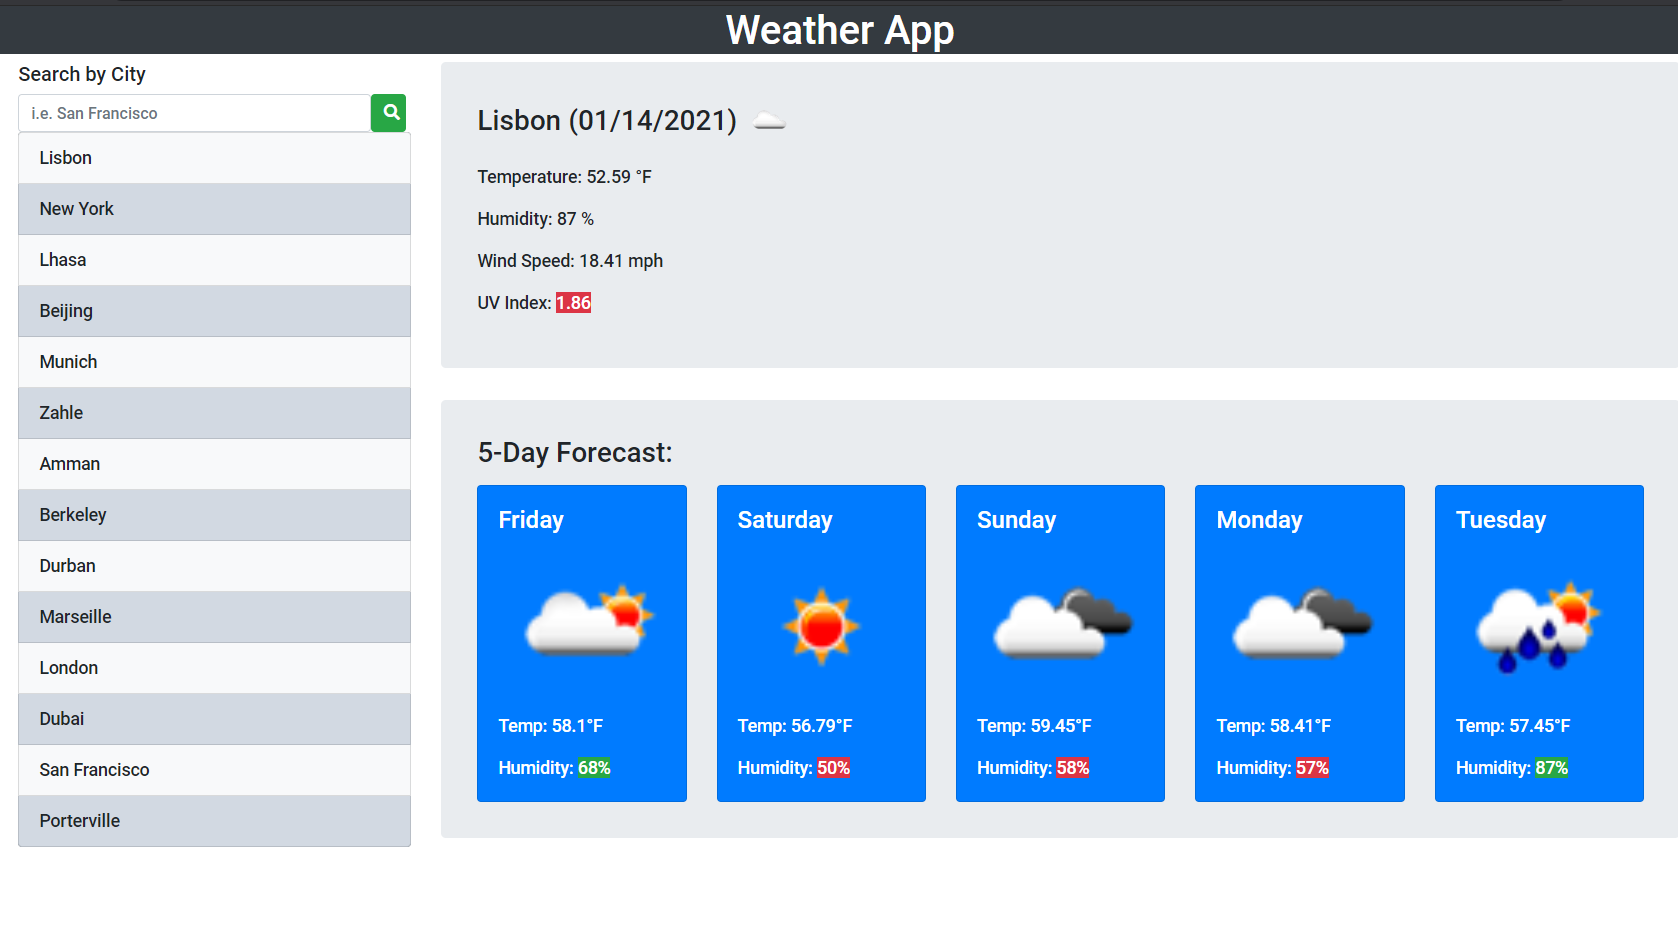 Weather App
Search by City
i.e. San Francisco
Lisbon
New York
Lhasa
Beijing
Munich
Zahle
Amman
Berkeley
Durban
Marseille
London
Dubai
San Francisco
Porterville
Lisbon (01/14/2021)
Temperature: 52.59 °F
Humidity: 87 %
Wind Speed: 18.41 mph
UV Index: 1.86
5-Day Forecast:
Friday
Temp: 58.1°F
Humidity: 68%
Saturday
Temp: 56.79°F
Humidity: 50%
Sunday
Temp: 59.45°F
Humidity: 58%
Monday
Temp: 58.41°F
Humidity: 57%
Tuesday
Temp: 57.45°F
Humidity: 87%